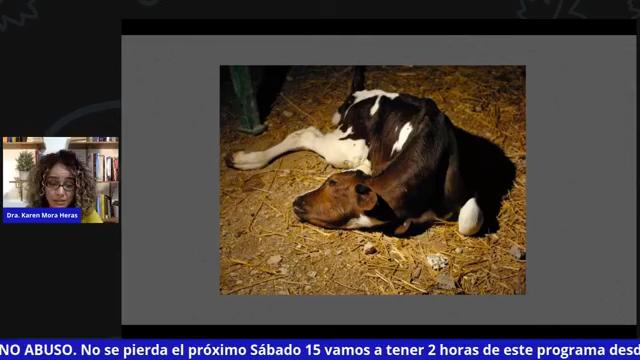 Dra. Karen Mora Heras
NO ABUSO. No se pierda el próximo Sábado 15 vamos a tener 2 horas de este programa desd